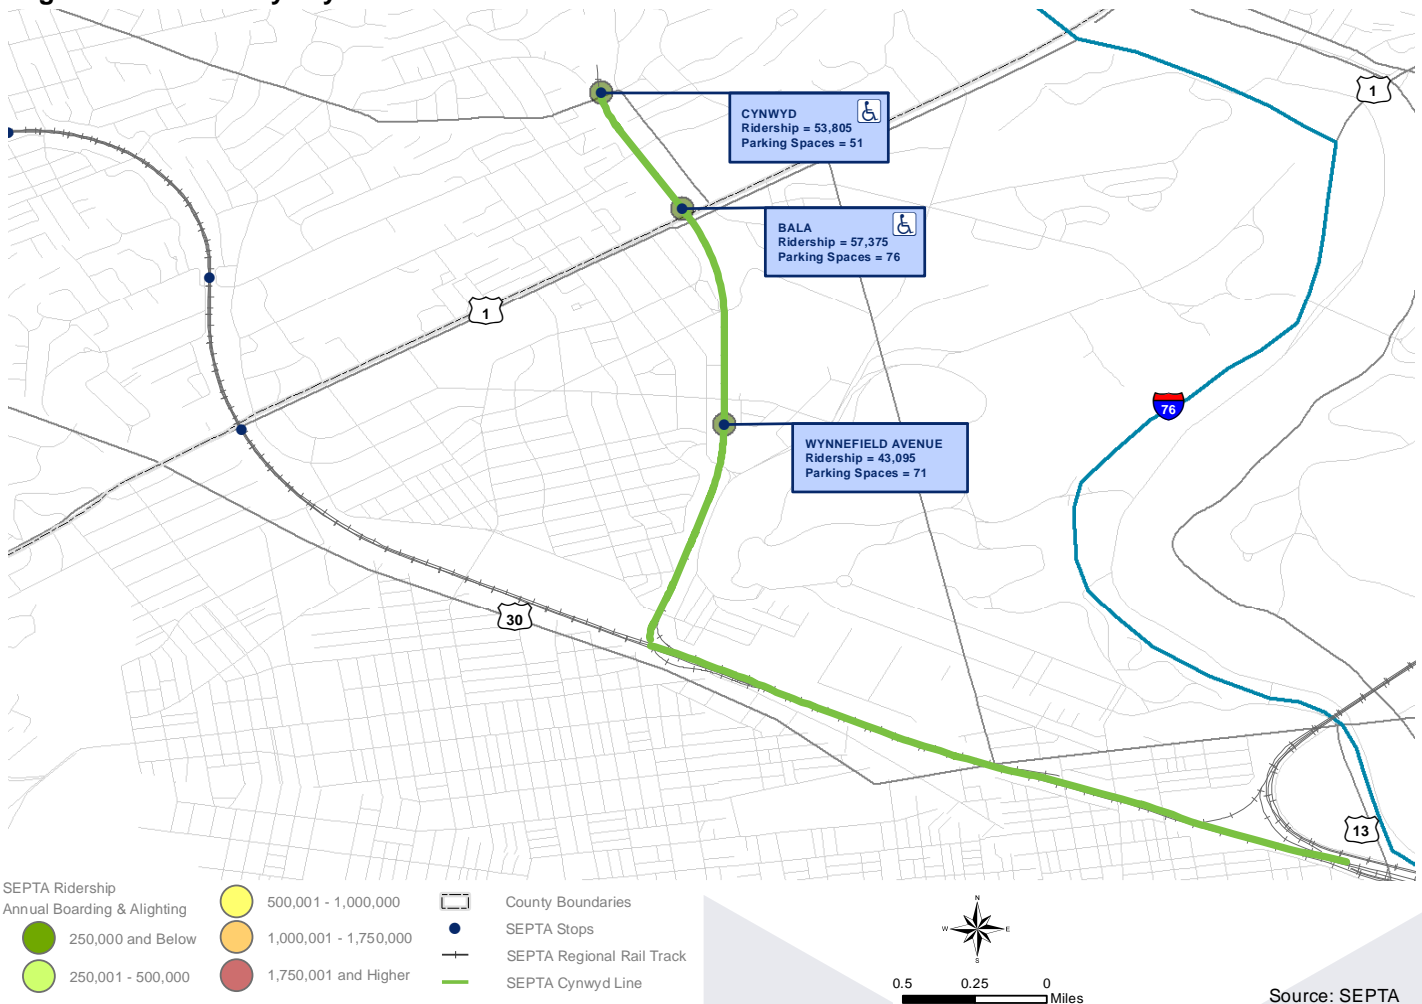 CYNWYD
Ridership = 53,805
Parking Spaces = 51
1
BALA
Ridership = 57,375
Parking Spaces = 76
1
76
WYNNEFIELD AVENUE
Ridership = 43,095
Parking Spaces = 71
30
13
SEPTA Ridership
Annual Boarding & Alighting
250,000 and Below
250,001 - 500,000
500,001 - 1,000,000
1,000,001 - 1,750,000
1,750,001 and Higher
County Boundaries
SEPTA Stops
SEPTA Regional Rail Track
SEPTA Cynwyd Line
N
W E
S
0.5 0.25 0
Miles
Source: SEPTA